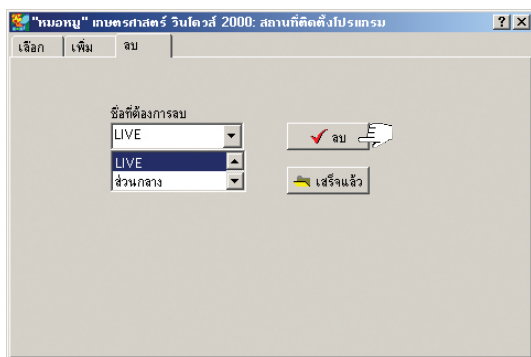 "หมอหมู" เกษตรศาสตร์ วินโดวส์ 2000: สถานที่ติดตั้งโปรแกรม
เลือก เพิ่ม ลบ
ชื่อที่ต้องการลบ
LIVE ลบ
LIVE
ส่วนกลาง เสร็จแล้ว